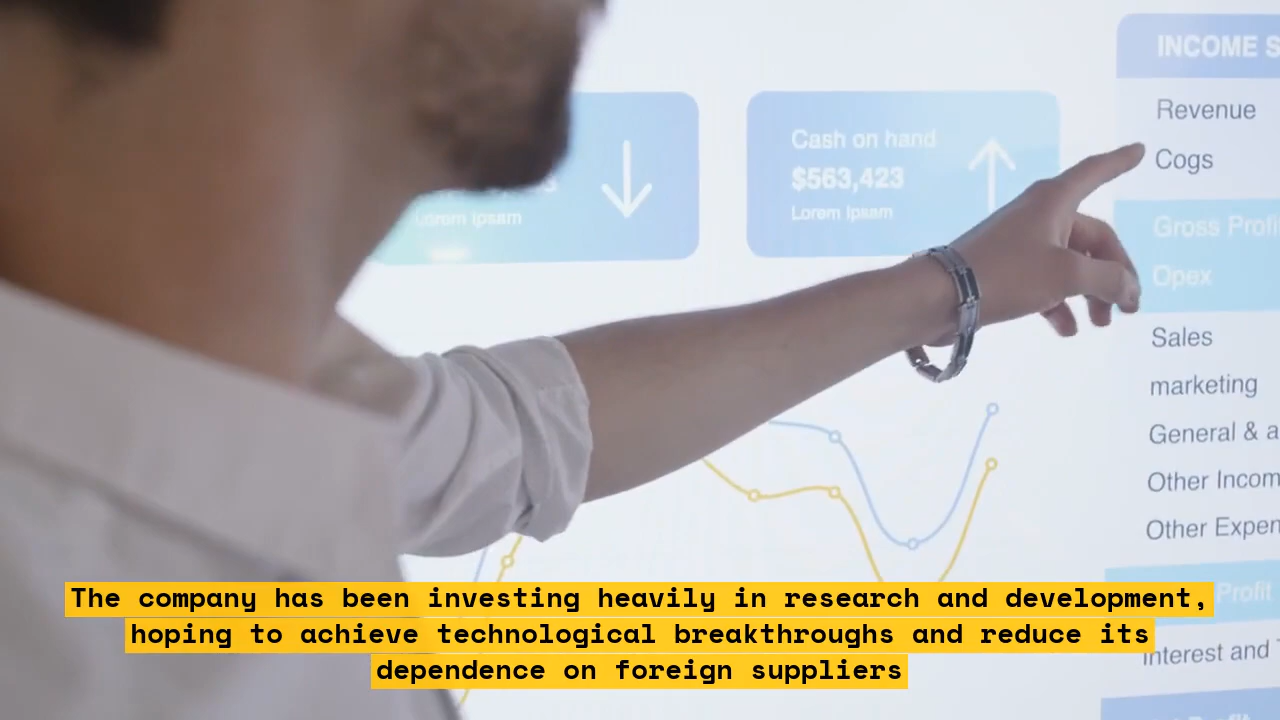 INCOME S
Revenue
Cash on hand
Cogs
$563,423
Lorem Ipsam
Lorem Ipsam
Gross Profi
Opex
Sales
marketing
General & a
Other Incom
Other Expen
Profit
Interest and
The company has been investing heavily in research and development,
hoping to achieve technological breakthroughs and reduce its
dependence on foreign suppliers